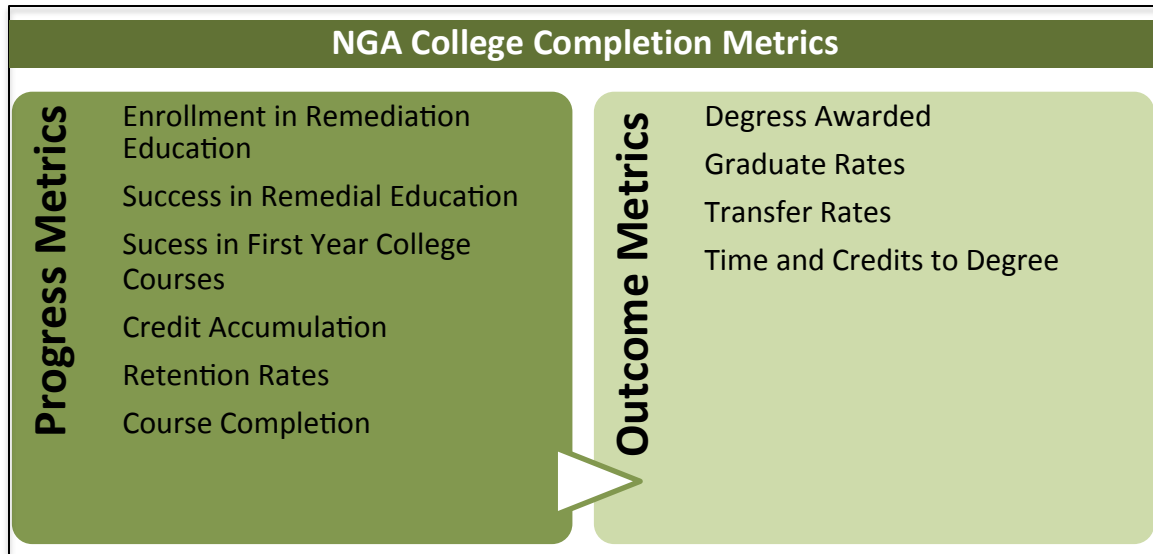 NGA College Completion Metrics
Progress Metrics
Enrollment in Remediation
Education
Success in Remedial Education
Sucess in First Year College
Courses
Credit Accumulation
Retention Rates
Course Completion
Outcome Metrics
Degress Awarded
Graduate Rates
Transfer Rates
Time and Credits to Degree